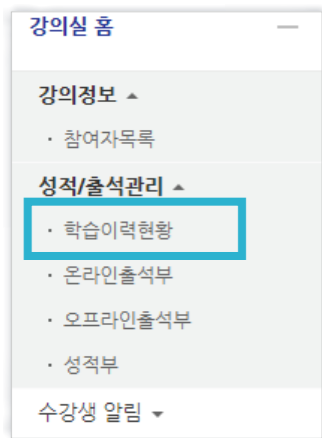 강의실 홈
강의정보 ▲
· 참여자목록
성적/출석관리 ▲
· 학습이력현황
· 온라인출석부
· 오프라인출석부
· 성적부
수강생 알림 ▼